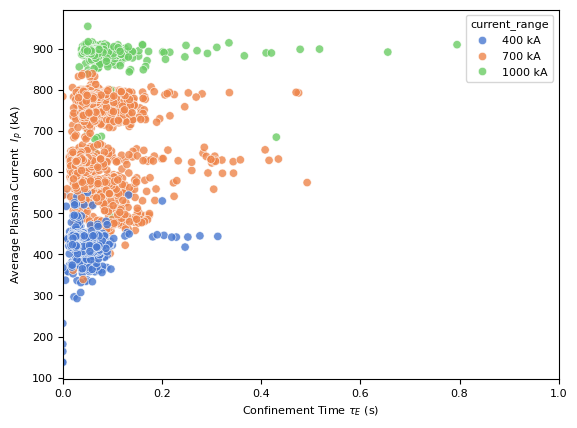 current_range
400 kA
700 kA
1000 kA
900
800
700
600
500
400
300
200
100
Average Plasma Current I_p (kA)
0.0 0.2 0.4 0.6 0.8 1.0
Confinement Time τ_E (s)